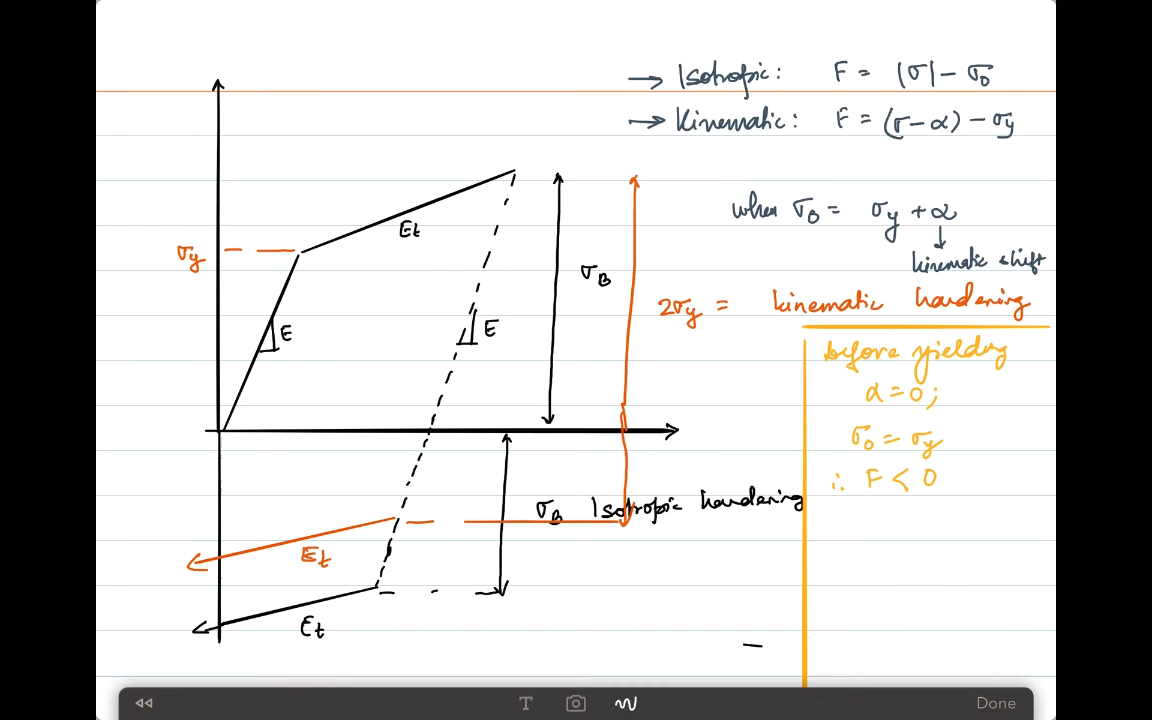 → Isotropic: F = |σ| - σ0
→ Kinematic: F = (σ-α) - σy
when σ0 = σy + α
kinematic shift
2σy = kinematic hardening
before yielding
α = 0;
σ0 = σy
∴ F < 0
σy
Et
E
E
σB
σB Isotropic hardening
Et
Et
T
Done